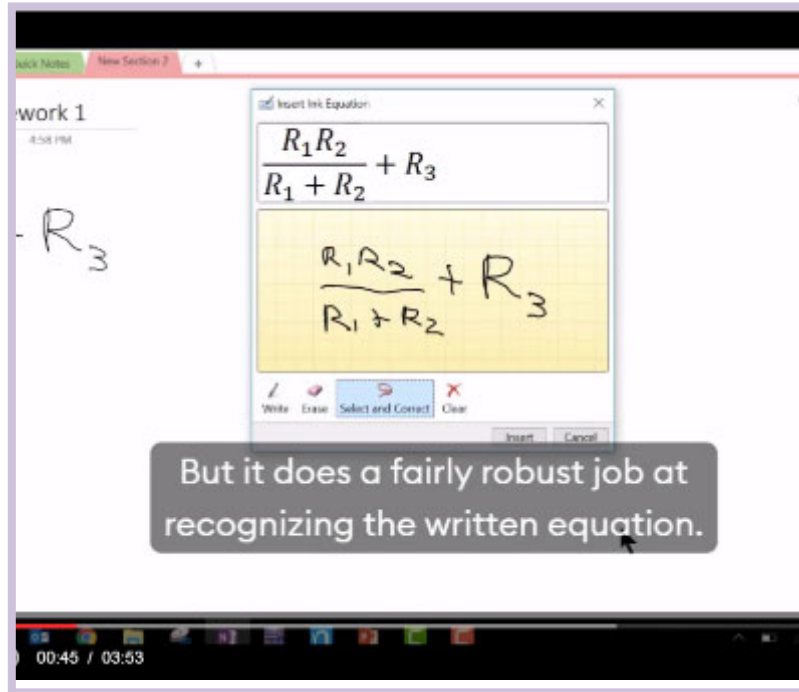 Quick Notes New Section 2 +
ework 1
4:58 PM
- R₃
Insert Ink Equation
R₁R₂
R₁ + R₂ + R₃
R₁R₂
R₁ + R₂ + R₃
Write Erase Select and Correct Clear
Insert Cancel
But it does a fairly robust job at
recognizing the written equation.
00:45 / 03:53